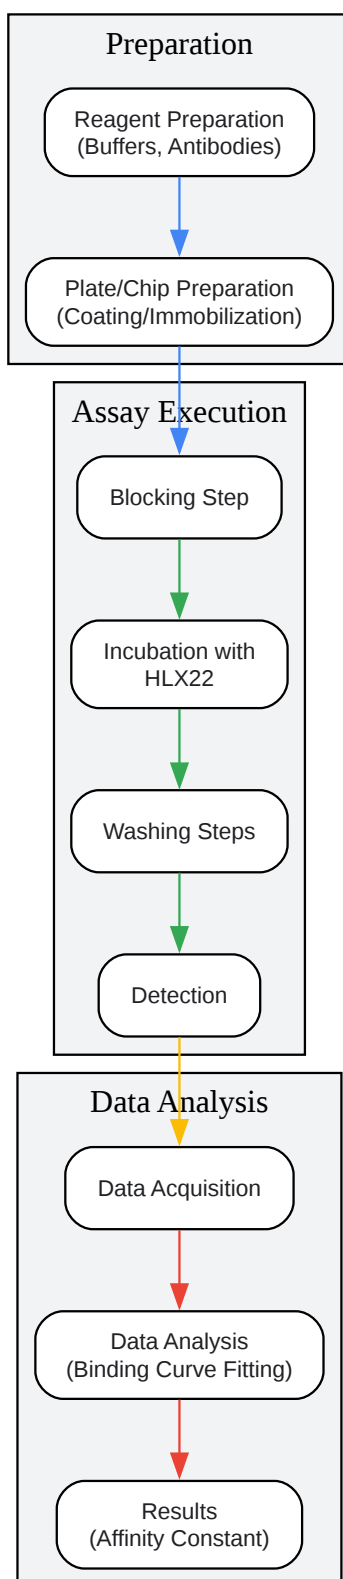 Preparation
Reagent Preparation
(Buffers, Antibodies)
Plate/Chip Preparation
(Coating/Immobilization)
Assay Execution
Blocking Step
Incubation with
HLX22
Washing Steps
Detection
Data Analysis
Data Acquisition
Data Analysis
(Binding Curve Fitting)
Results
(Affinity Constant)